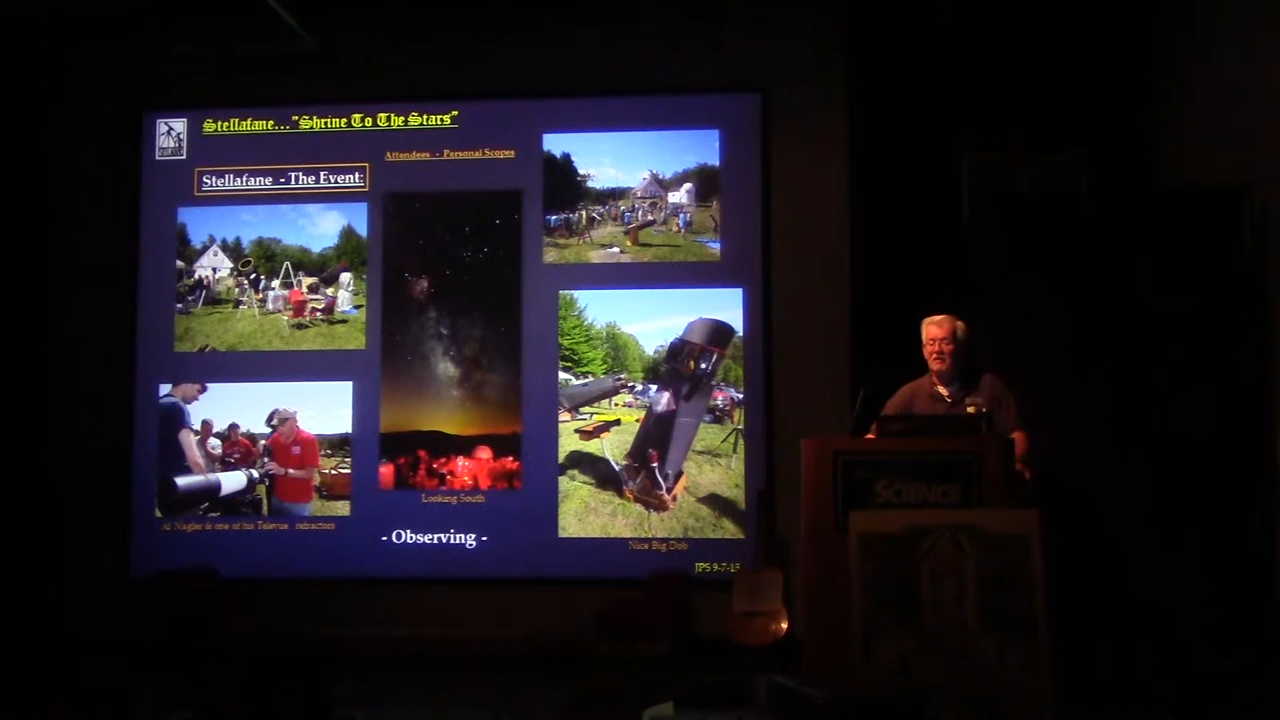 Stellafane..."Shrine To The Stars"
Attendees - Personal Scopes
Stellafane - The Event:
Looking South
Al Nagler & one of his Televue refractors
- Observing -
Nice Big Dob
JPS 9-7-15
SCIENCE